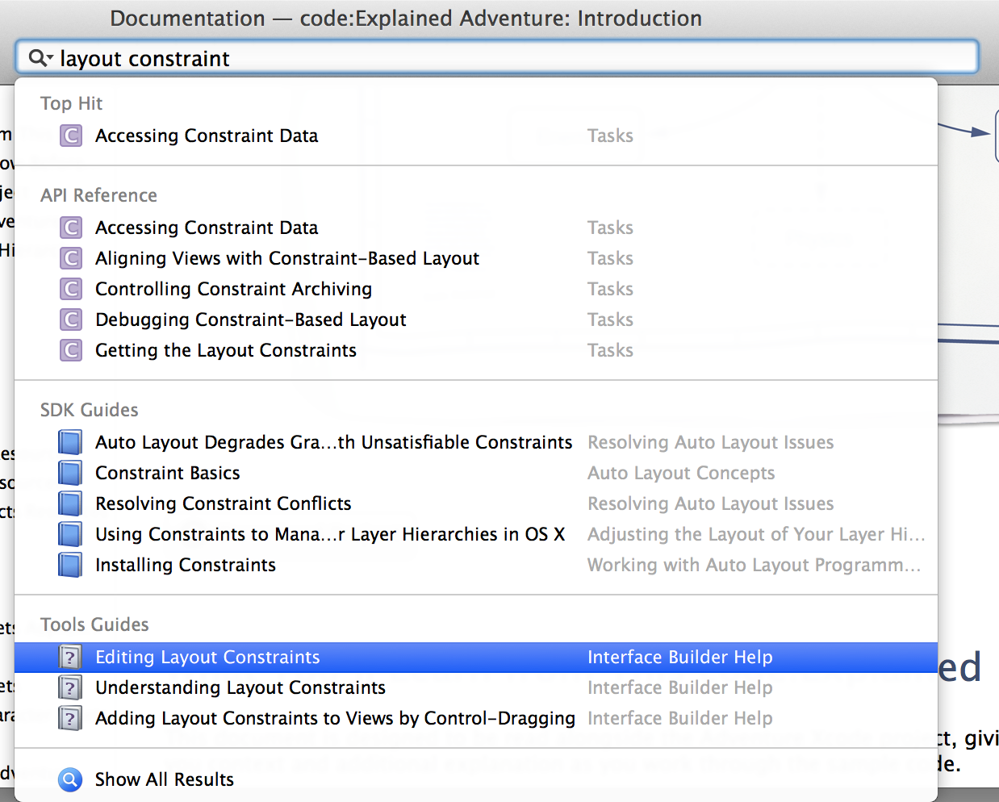 Documentation — code:Explained Adventure: Introduction
layout constraint
Top Hit
C Accessing Constraint Data Tasks
API Reference
C Accessing Constraint Data Tasks
C Aligning Views with Constraint-Based Layout Tasks
C Controlling Constraint Archiving Tasks
C Debugging Constraint-Based Layout Tasks
C Getting the Layout Constraints Tasks
SDK Guides
Auto Layout Degrades Gra...th Unsatisfiable Constraints Resolving Auto Layout Issues
Constraint Basics Auto Layout Concepts
Resolving Constraint Conflicts Resolving Auto Layout Issues
Using Constraints to Mana...r Layer Hierarchies in OS X Adjusting the Layout of Your Layer Hi...
Installing Constraints Working with Auto Layout Programm...
Tools Guides
? Editing Layout Constraints Interface Builder Help
? Understanding Layout Constraints Interface Builder Help
? Adding Layout Constraints to Views by Control-Dragging Interface Builder Help
Show All Results